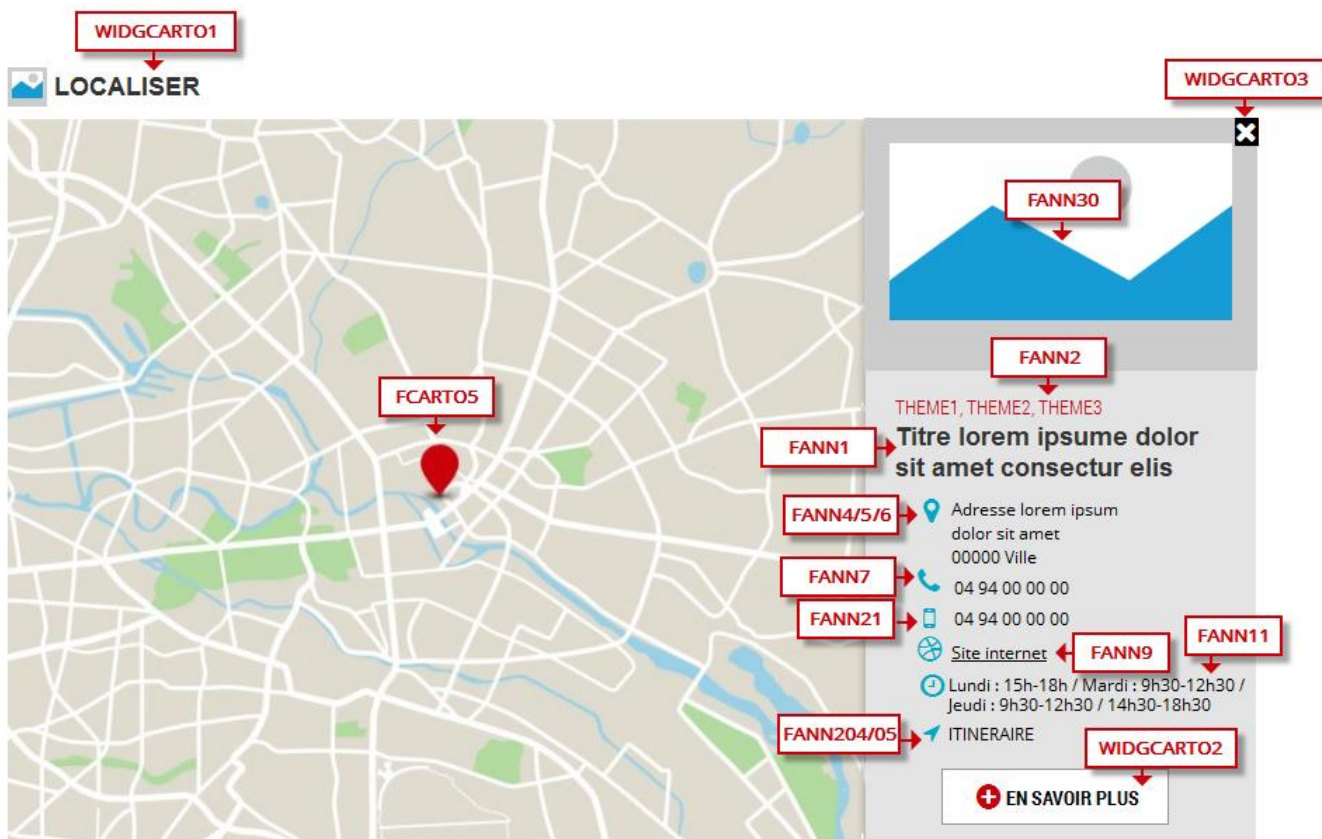 WIDGCARTO1
LOCALISER
WIDGCARTO3
FANN30
FANN2
FCARTO5
THEME1, THEME2, THEME3
FANN1
Titre lorem ipsume dolor
sit amet consectur elis
FANN4/5/6
Adresse lorem ipsum
dolor sit amet
00000 Ville
FANN7
04 94 00 00 00
FANN21
04 94 00 00 00
FANN11
Site internet
FANN9
Lundi : 15h-18h / Mardi : 9h30-12h30 /
Jeudi : 9h30-12h30 / 14h30-18h30
FANN204/05
ITINERAIRE
WIDGCARTO2
EN SAVOIR PLUS